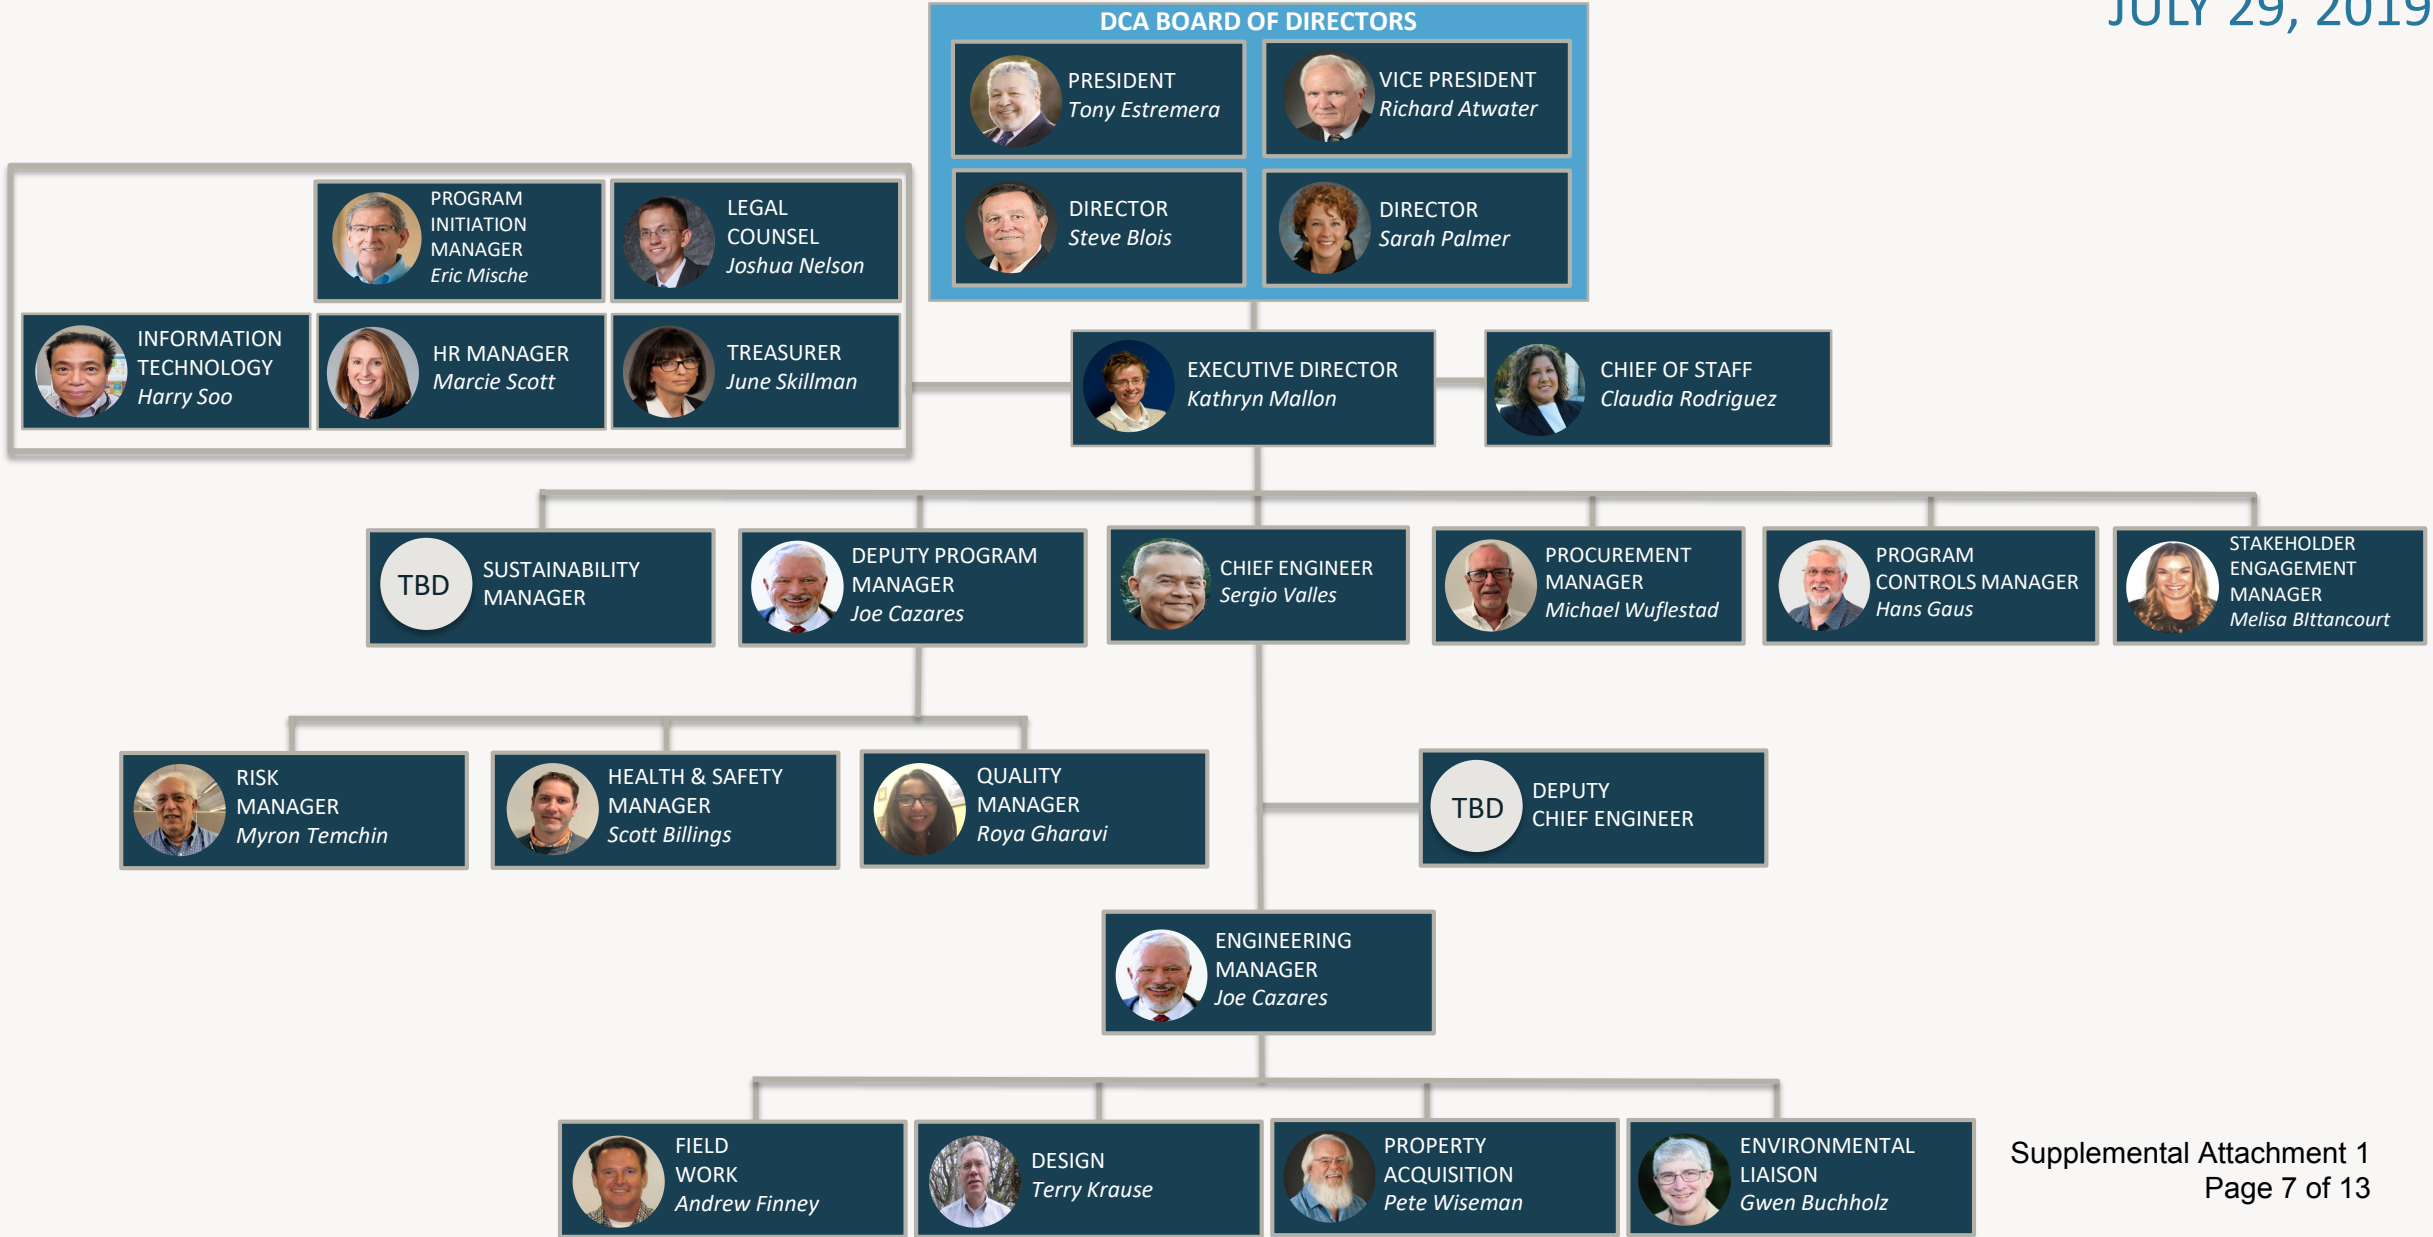 JULY 29, 2019
DCA BOARD OF DIRECTORS
PRESIDENT
Tony Estremera
VICE PRESIDENT
Richard Atwater
DIRECTOR
Steve Blois
DIRECTOR
Sarah Palmer
PROGRAM
INITIATION
MANAGER
Eric Mische
LEGAL
COUNSEL
Joshua Nelson
INFORMATION
TECHNOLOGY
Harry Soo
HR MANAGER
Marcie Scott
TREASURER
June Skillman
EXECUTIVE DIRECTOR
Kathryn Mallon
CHIEF OF STAFF
Claudia Rodriguez
TBD
SUSTAINABILITY
MANAGER
DEPUTY PROGRAM
MANAGER
Joe Cazares
CHIEF ENGINEER
Sergio Valles
PROCUREMENT
MANAGER
Michael Wuflestad
PROGRAM
CONTROLS MANAGER
Hans Gaus
STAKEHOLDER
ENGAGEMENT
MANAGER
Melisa BIttancourt
RISK
MANAGER
Myron Temchin
HEALTH & SAFETY
MANAGER
Scott Billings
QUALITY
MANAGER
Roya Gharavi
TBD
DEPUTY
CHIEF ENGINEER
ENGINEERING
MANAGER
Joe Cazares
FIELD
WORK
Andrew Finney
DESIGN
Terry Krause
PROPERTY
ACQUISITION
Pete Wiseman
ENVIRONMENTAL
LIAISON
Gwen Buchholz
Supplemental Attachment 1
Page 7 of 13